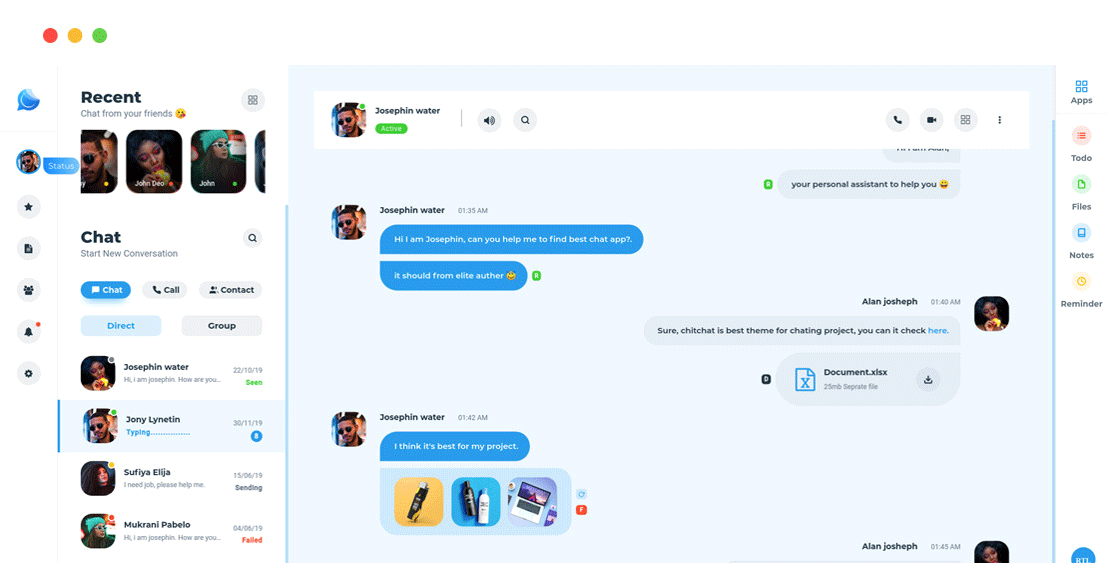 Recent
Chat from your friends 😘
Status
John Deo
John
Chat
Start New Conversation
Chat
Call
Contact
Direct
Group
Josephin water
22/10/19
Hi, i am josephin. How are you...
Seen
Jony Lynetin
30/11/19
Typing................
8
Sufiya Elija
15/06/19
I need job, please help me.
Sending
Mukrani Pabelo
04/06/19
Hi, i am josephin. How are you...
Failed
Josephin water
Active
Hi I am Alan,
R
your personal assistant to help you 😀
Josephin water
01:35 AM
Hi I am Josephin, can you help me to find best chat app?.
it should from elite auther 😁
R
Alan josheph
01:40 AM
Sure, chitchat is best theme for chating project, you can it check here.
D
X
Document.xlsx
25mb Seprate file
Josephin water
01:42 AM
I think it's best for my project.
F
Alan josheph
01:45 AM
Apps
Todo
Files
Notes
Reminder
RTL